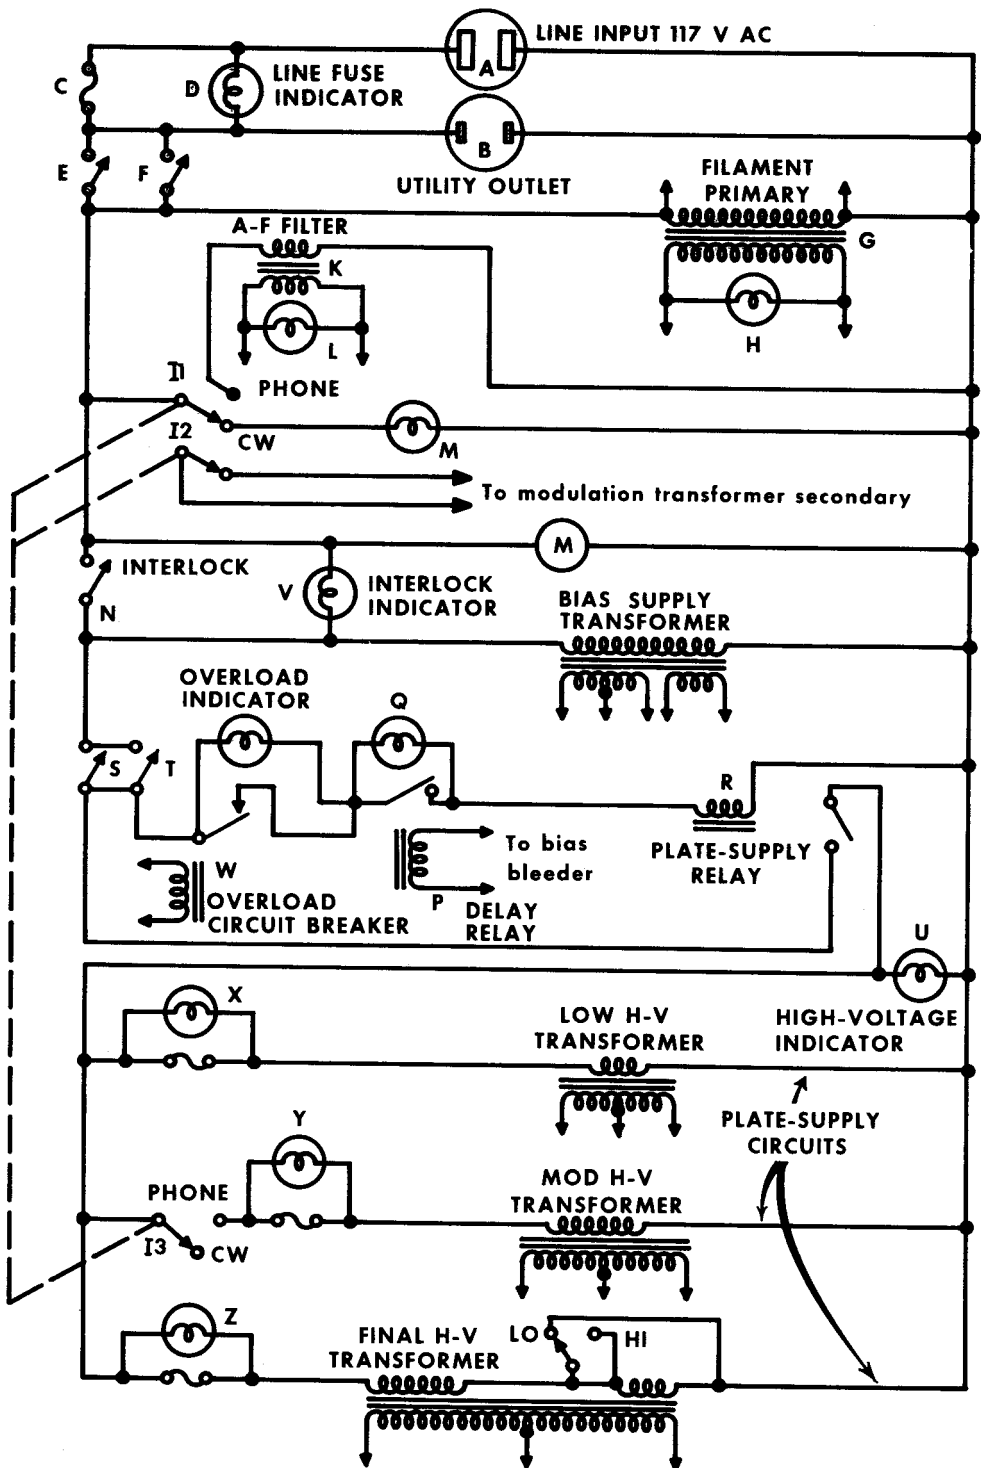 LINE INPUT 117 V AC
A
C
D
LINE FUSE
INDICATOR
B
UTILITY OUTLET
E
F
FILAMENT
PRIMARY
G
A-F FILTER
K
L
H
I1
PHONE
I2
CW
M
To modulation transformer secondary
INTERLOCK
M
N
V
INTERLOCK
INDICATOR
BIAS SUPPLY
TRANSFORMER
OVERLOAD
INDICATOR
Q
S
T
R
PLATE-SUPPLY
RELAY
W
OVERLOAD
CIRCUIT BREAKER
P
To bias
bleeder
DELAY
RELAY
U
HIGH-VOLTAGE
INDICATOR
X
LOW H-V
TRANSFORMER
PLATE-SUPPLY
CIRCUITS
Y
PHONE
I3
CW
MOD H-V
TRANSFORMER
Z
FINAL H-V
TRANSFORMER
LO
HI